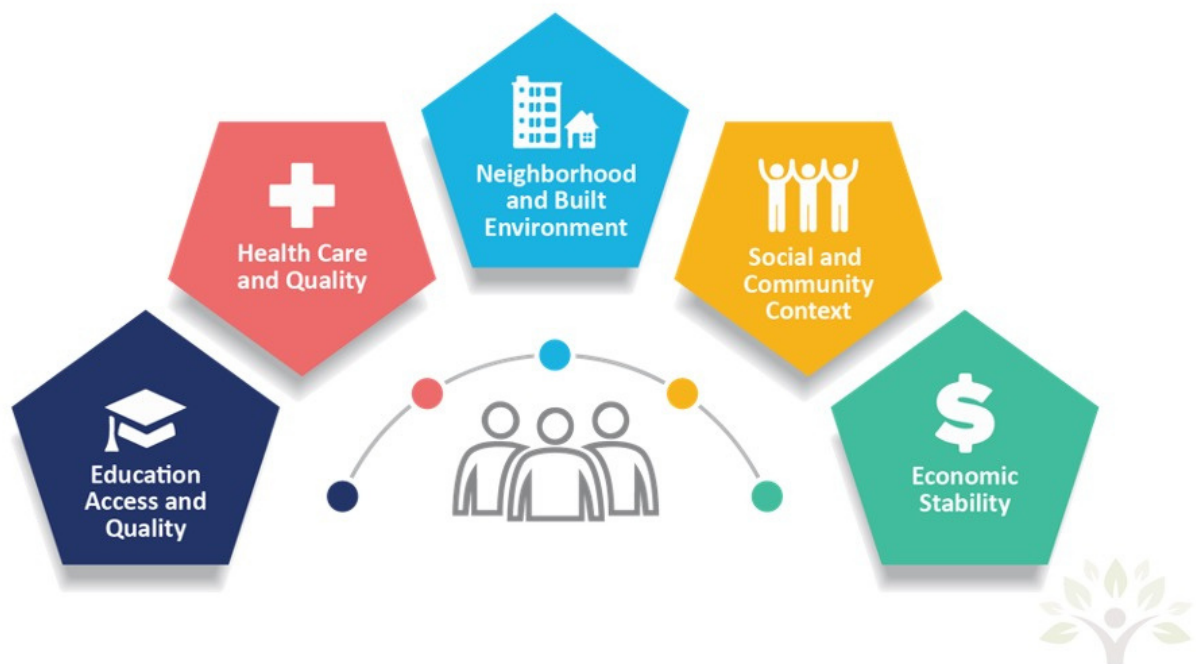 Education
Access and
Quality
Health Care
and Quality
Neighborhood
and Built
Environment
Social and
Community
Context
$
Economic
Stability